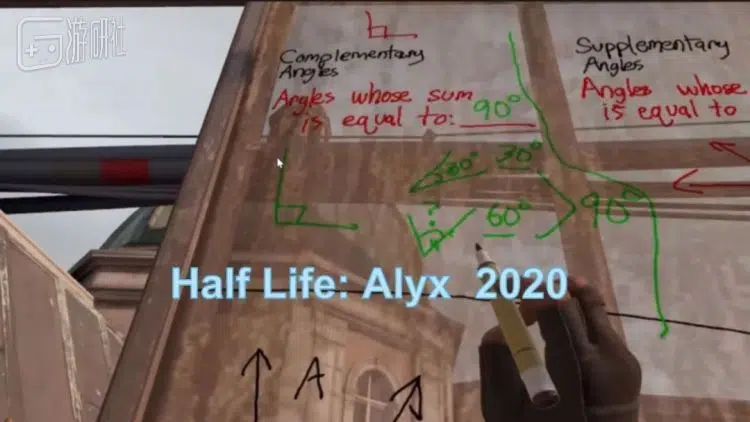 游研社
Complementary
Angles
Angles whose sum
is equal to: 90°
Supplementary
Angles
Angles whose
is equal to
30° 30°
? 60°
90°
Half Life: Alyx 2020
A